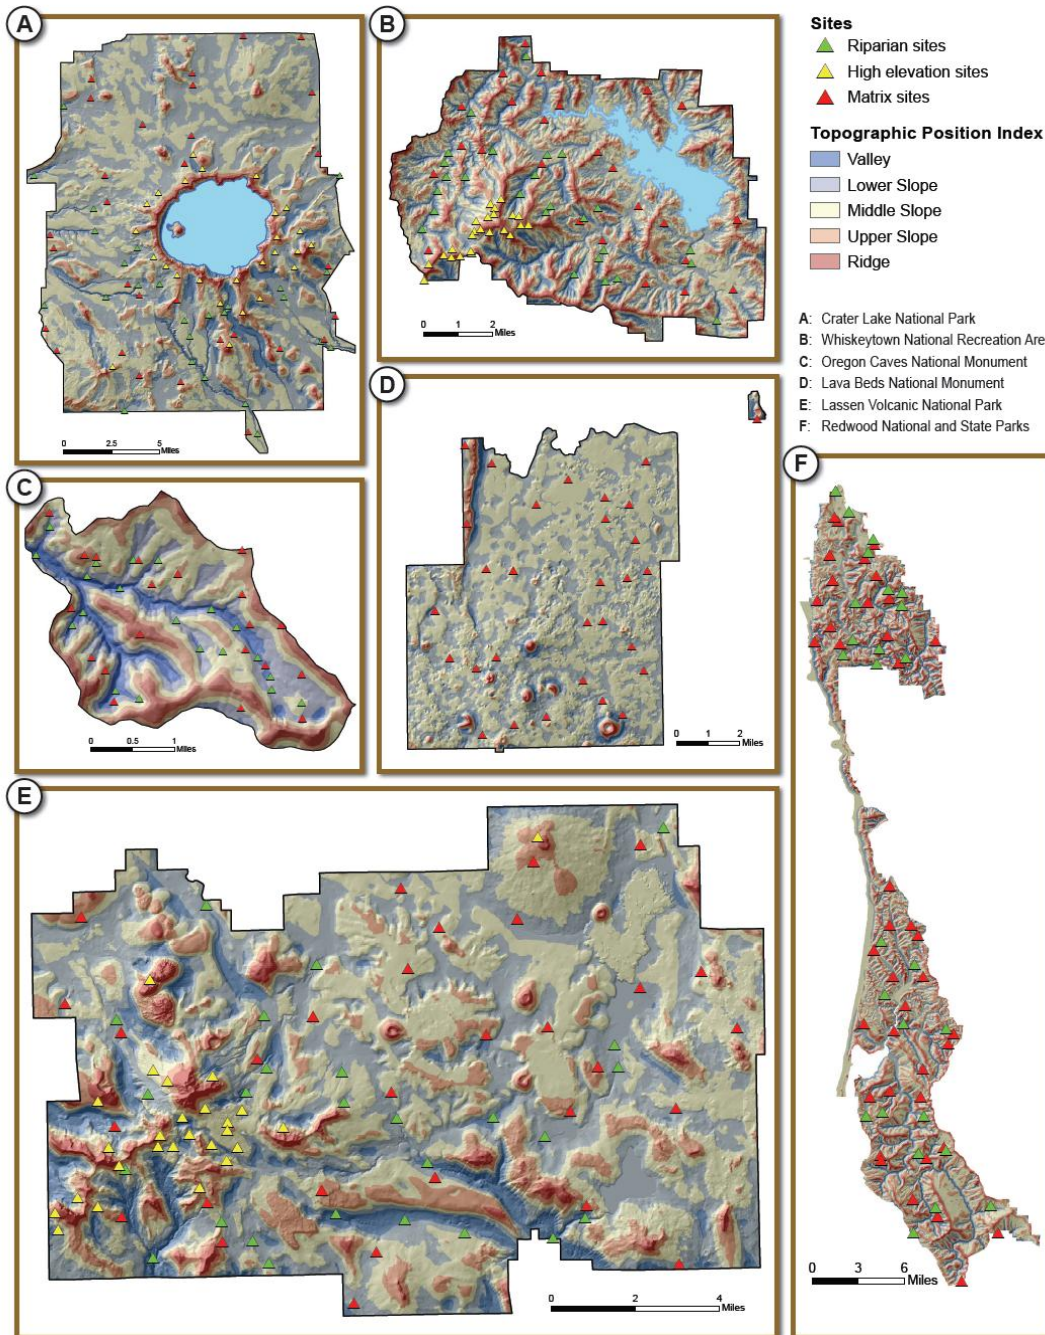 A
0 2.5 5
Miles
B
0 1 2
Miles
Sites
Riparian sites
High elevation sites
Matrix sites
Topographic Position Index
Valley
Lower Slope
Middle Slope
Upper Slope
Ridge
A: Crater Lake National Park
B: Whiskeytown National Recreation Are
C: Oregon Caves National Monument
D: Lava Beds National Monument
E: Lassen Volcanic National Park
F: Redwood National and State Parks
C
0 0.5 1
Miles
D
0 1 2
Miles
E
0 2 4
Miles
F
0 3 6
Miles